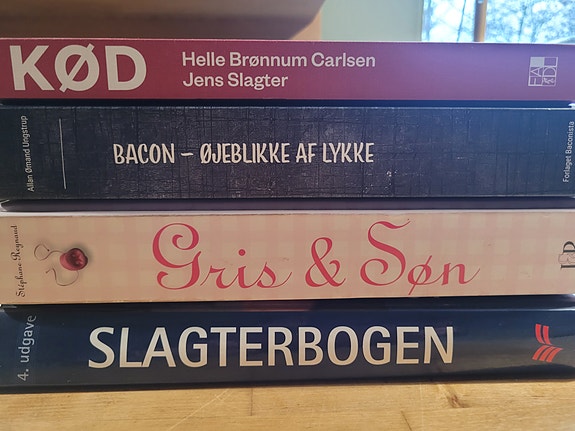 KØD
Helle Brønnum Carlsen
Jens Slagter
Allan Ømand Lingstrup
BACON – ØJEBLIKKE AF LYKKE
Forlaget Baconista
Stéphane Reynaud
Gris & Søn
4. udgave
SLAGTERBOGEN